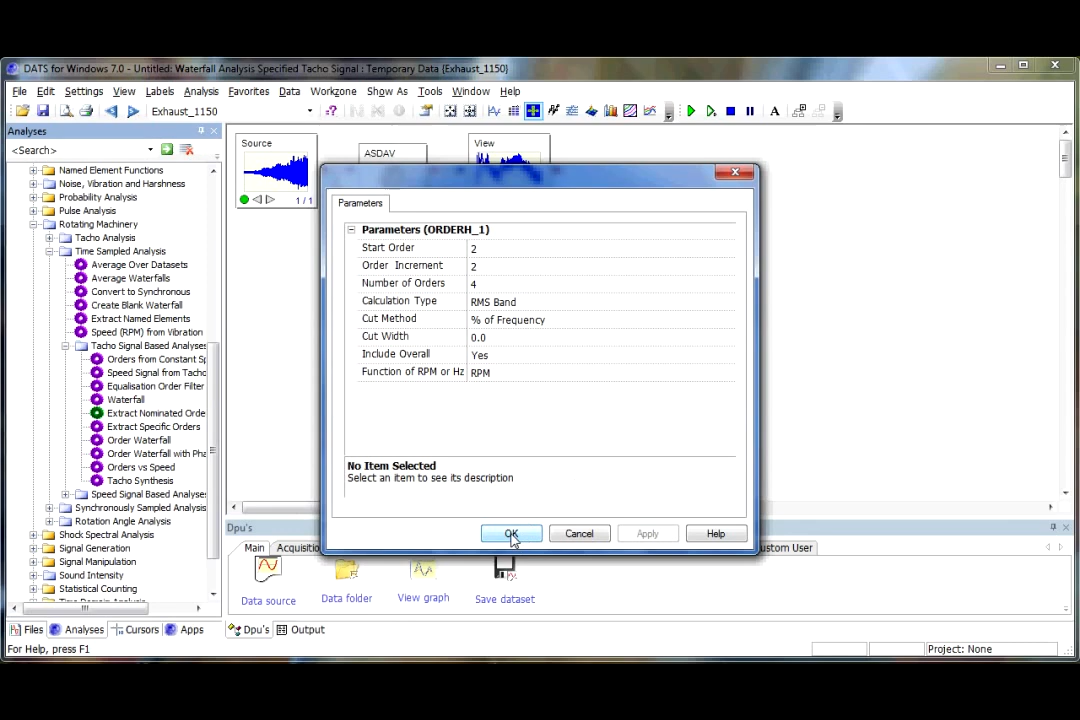 DATS for Windows 7.0 - Untitled: Waterfall Analysis Specified Tacho Signal : Temporary Data {Exhaust_1150}
File Edit Settings View Labels Analysis Favorites Data Workzone Show As Tools Window Help
Exhaust_1150
Analyses
<Search>
Named Element Functions
Noise, Vibration and Harshness
Probability Analysis
Pulse Analysis
Rotating Machinery
Tacho Analysis
Time Sampled Analysis
Average Over Datasets
Average Waterfalls
Convert to Synchronous
Create Blank Waterfall
Extract Named Elements
Speed (RPM) from Vibration
Tacho Signal Based Analyses
Orders from Constant Sp
Speed Signal from Tacho
Equalisation Order Filter
Waterfall
Extract Nominated Orde
Extract Specific Orders
Order Waterfall
Order Waterfall with Pha
Orders vs Speed
Tacho Synthesis
Speed Signal Based Analyses
Synchronously Sampled Analysis
Rotation Angle Analysis
Shock Spectral Analysis
Signal Generation
Signal Manipulation
Sound Intensity
Statistical Counting
Source
1 / 1
ASDAV
View
Parameters
Parameters (ORDERH_1)
Start Order 2
Order Increment 2
Number of Orders 4
Calculation Type RMS Band
Cut Method % of Frequency
Cut Width 0.0
Include Overall Yes
Function of RPM or Hz RPM
No Item Selected
Select an item to see its description
OK Cancel Apply Help
Dpu's
Main Acquisitio ustom User
Data source Data folder View graph Save dataset
Files Analyses Cursors Apps Dpu's Output
For Help, press F1 Project: None